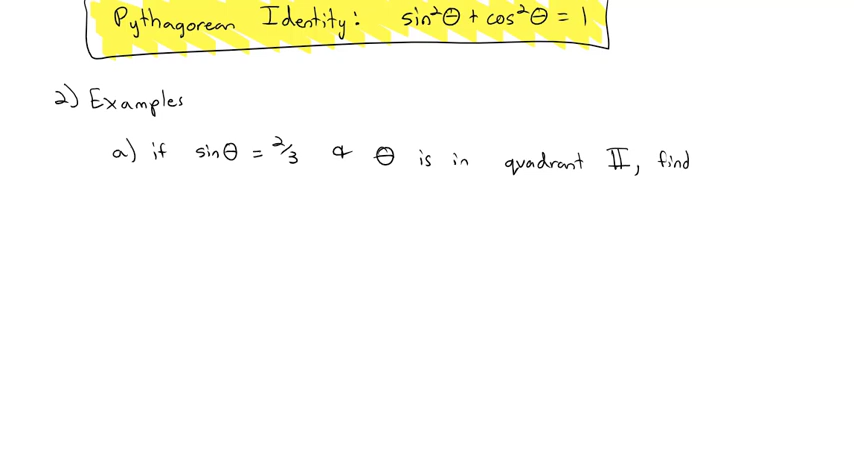 Pythagorean Identity: sin²θ + cos²θ = 1
2) Examples
a) if sinθ = 2/3 & θ is in quadrant II, find